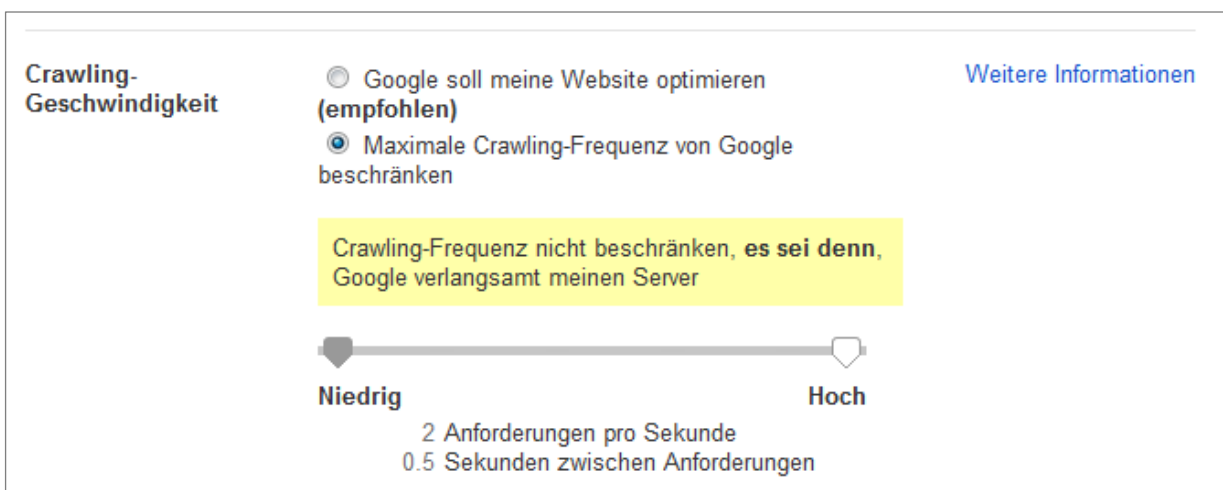 Crawling-
Geschwindigkeit
Google soll meine Website optimieren
(empfohlen)
Maximale Crawling-Frequenz von Google
beschränken
Weitere Informationen
Crawling-Frequenz nicht beschränken, es sei denn,
Google verlangsamt meinen Server
Niedrig
Hoch
2 Anforderungen pro Sekunde
0.5 Sekunden zwischen Anforderungen